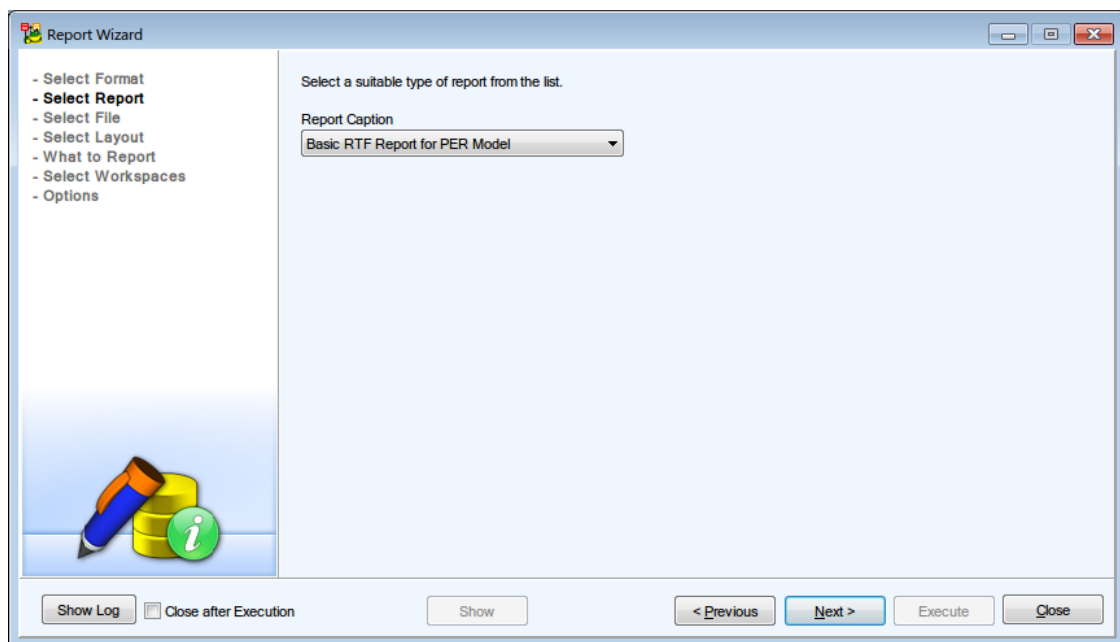 Report Wizard
- Select Format
- Select Report
- Select File
- Select Layout
- What to Report
- Select Workspaces
- Options
Select a suitable type of report from the list.
Report Caption
Basic RTF Report for PER Model
Show Log
Close after Execution
Show
< Previous
Next >
Execute
Close